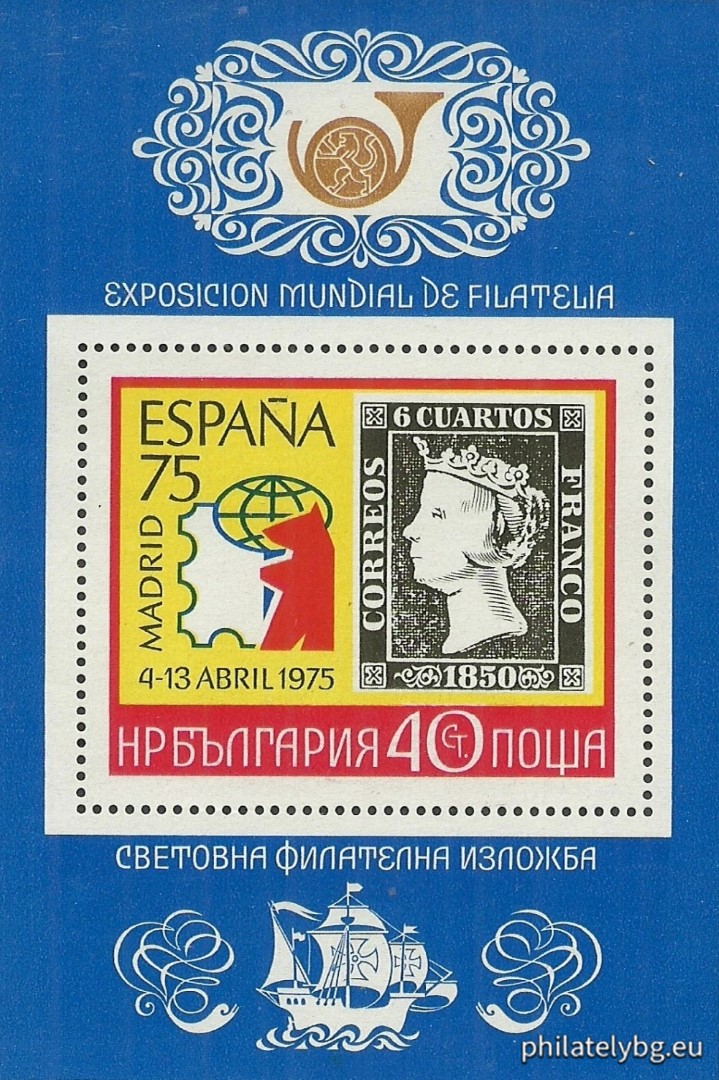 EXPOSICION MUNDIAL DE FILATELIA
ESPAÑA
75
MADRID
4-13 ABRIL 1975
6 CUARTOS
CORREOS
FRANCO
1850
НРБЪЛГАРИЯ 40 СТ. ПОЩА
СВЕТОВНА ФИЛАТЕЛНА ИЗЛОЖБА
philatelybg.eu